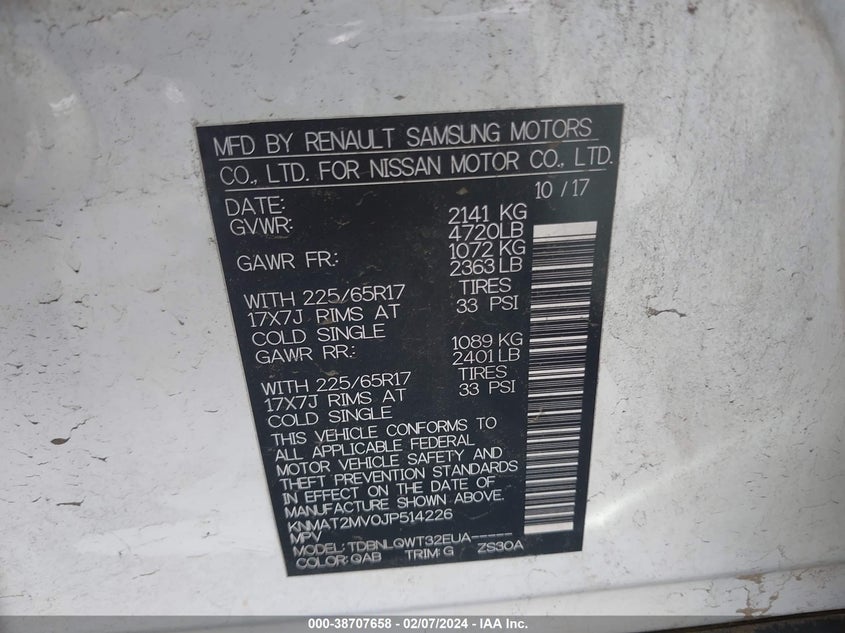 MFD BY RENAULT SAMSUNG MOTORS
CO., LTD. FOR NISSAN MOTOR CO., LTD.
DATE: 10 / 17
GVWR: 2141 KG
4720LB
GAWR FR: 1072 KG
2363 LB
WITH 225/65R17 TIRES
17X7J RIMS AT 33 PSI
COLD SINGLE
GAWR RR: 1089 KG
2401 LB
WITH 225/65R17 TIRES
17X7J RIMS AT 33 PSI
COLD SINGLE
THIS VEHICLE CONFORMS TO
ALL APPLICABLE FEDERAL
MOTOR VEHICLE SAFETY AND
THEFT PREVENTION STANDARDS
IN EFFECT ON THE DATE OF
MANUFACTURE SHOWN ABOVE.
KNMAT2MV0JP514226
MPV
MODEL: TDBNLQWT32EUA-----
COLOR: QAB TRIM: G ZS30A
000-38707658 - 02/07/2024 - IAA Inc.